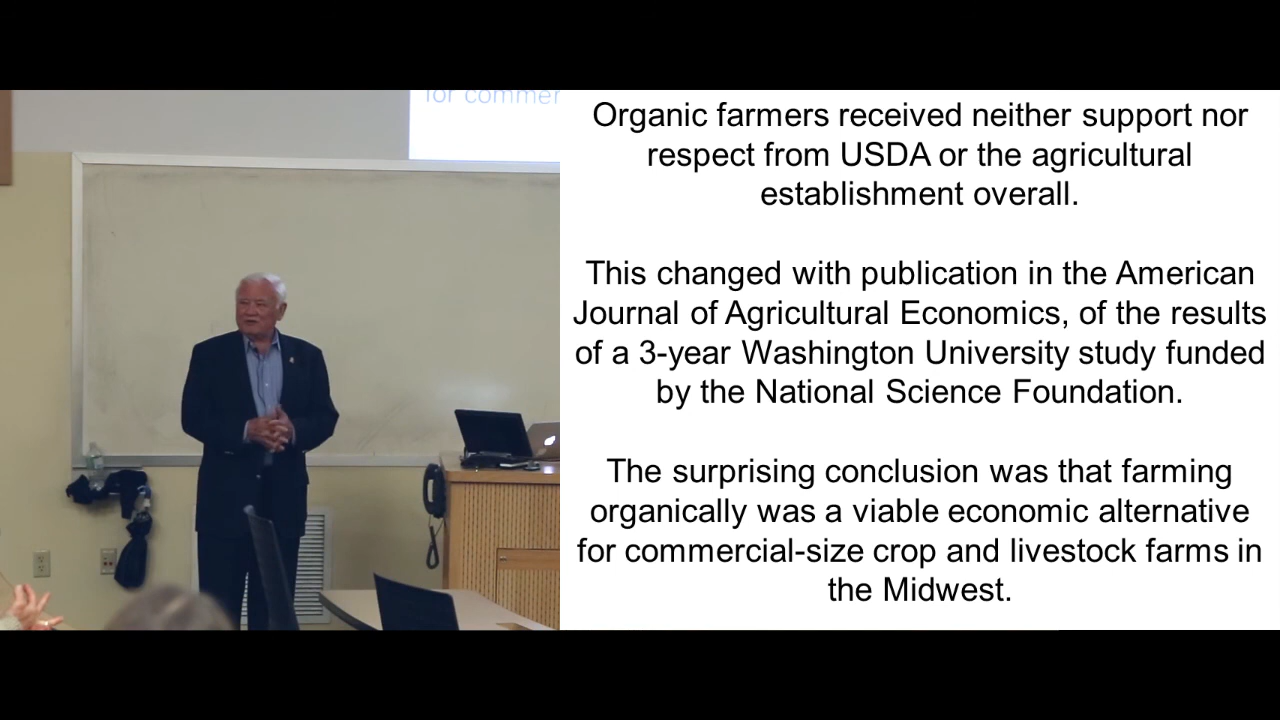 for commer
Organic farmers received neither support nor
respect from USDA or the agricultural
establishment overall.
This changed with publication in the American
Journal of Agricultural Economics, of the results
of a 3-year Washington University study funded
by the National Science Foundation.
The surprising conclusion was that farming
organically was a viable economic alternative
for commercial-size crop and livestock farms in
the Midwest.